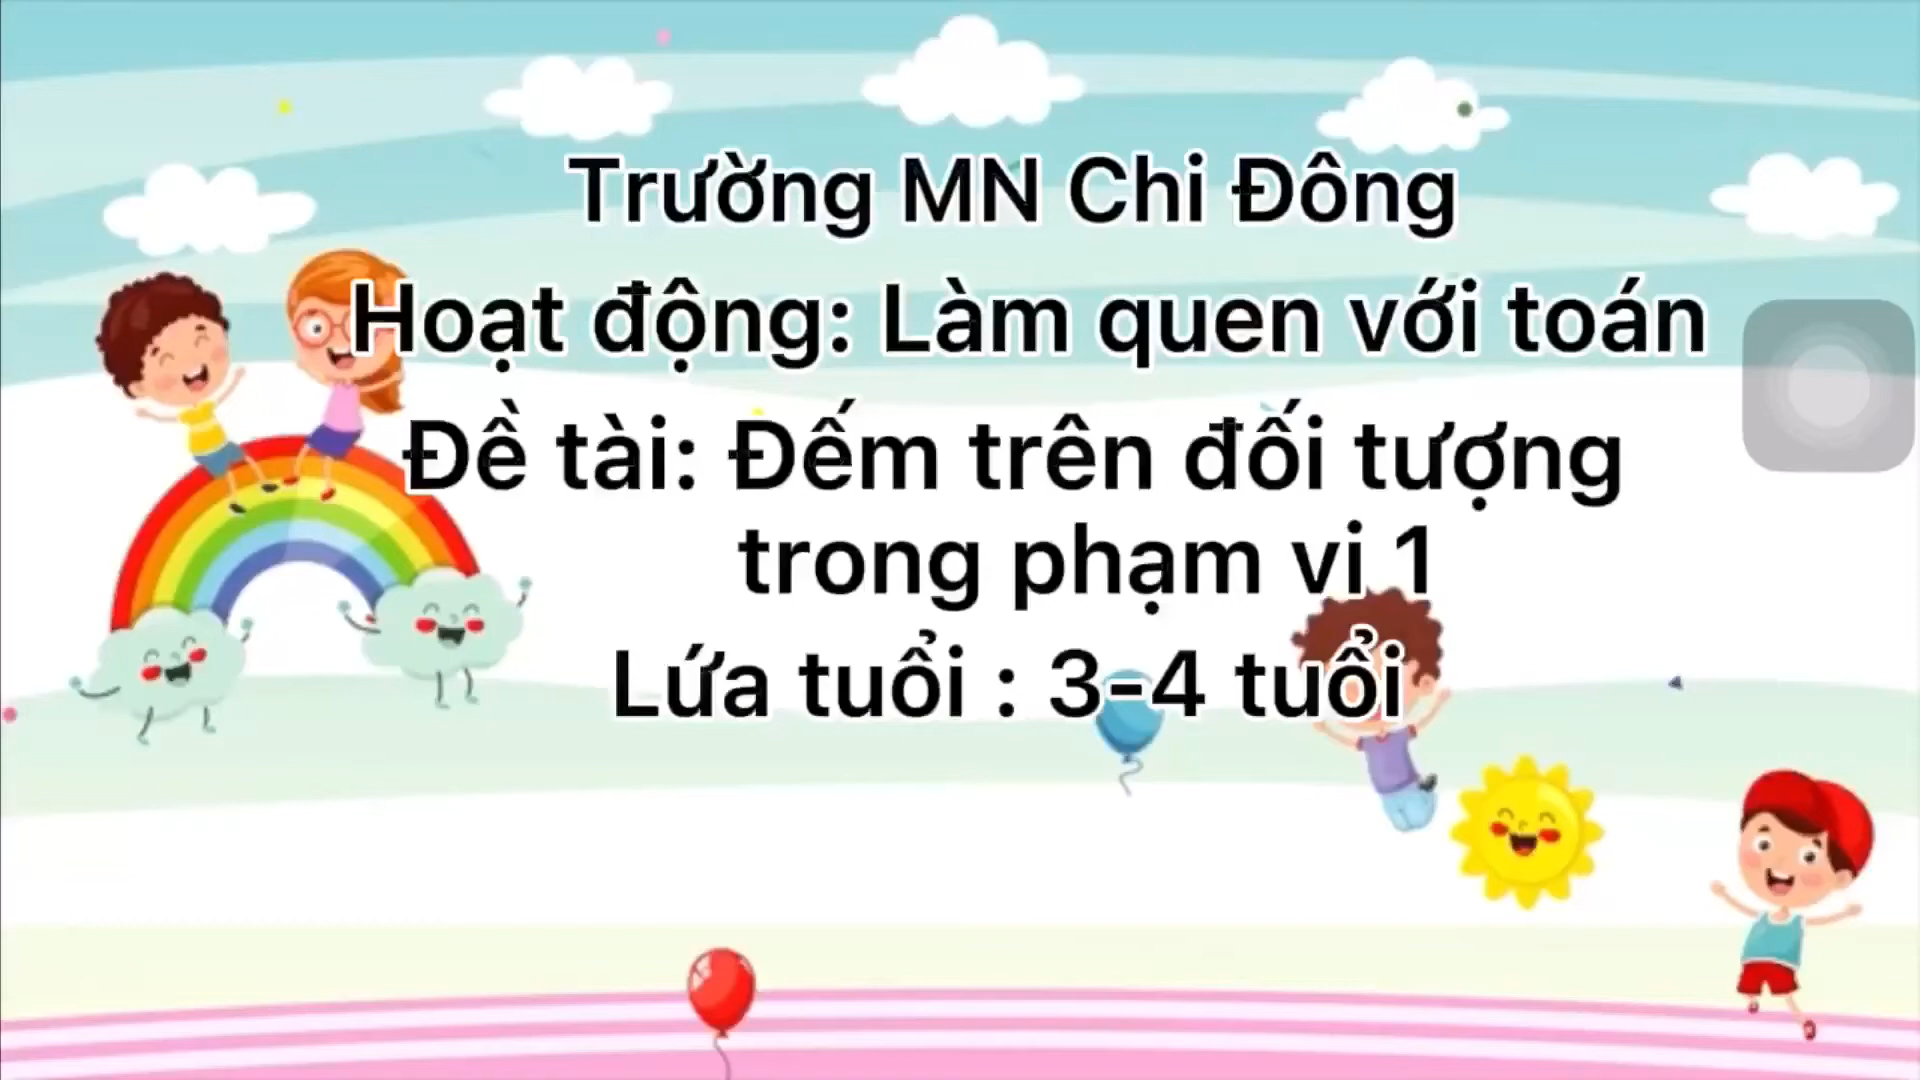 Trường MN Chi Đông
Hoạt động: Làm quen với toán
Đề tài: Đếm trên đối tượng
trong phạm vi 1
Lứa tuổi : 3-4 tuổi